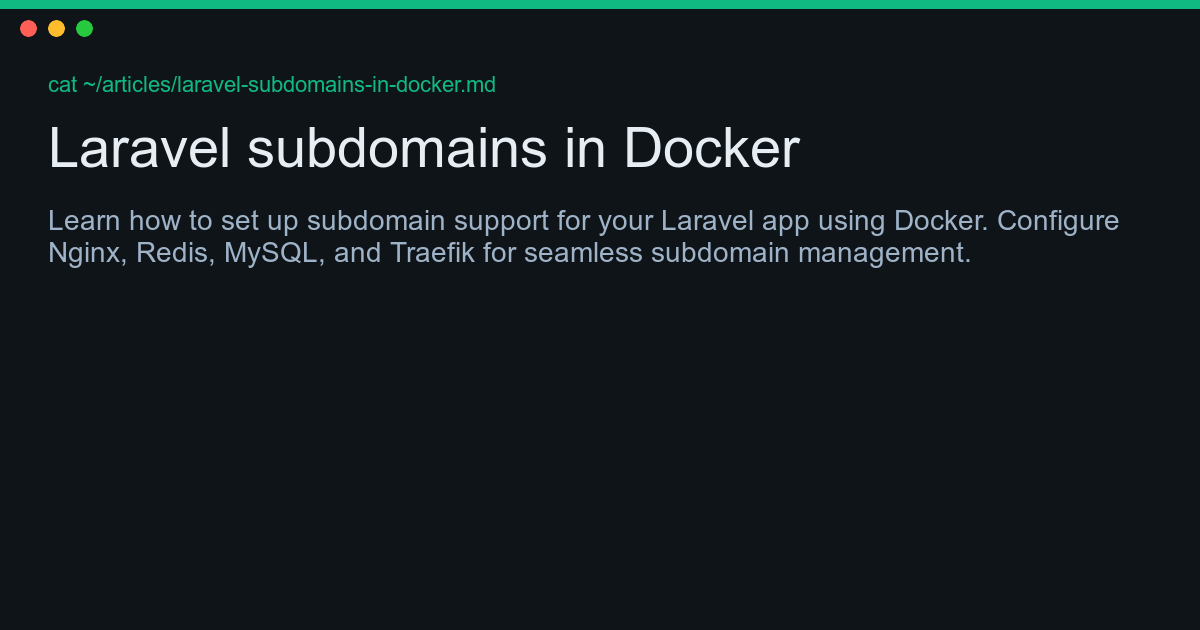 cat ~/articles/laravel-subdomains-in-docker.md
Laravel subdomains in Docker
Learn how to set up subdomain support for your Laravel app using Docker. Configure
Nginx, Redis, MySQL, and Traefik for seamless subdomain management.